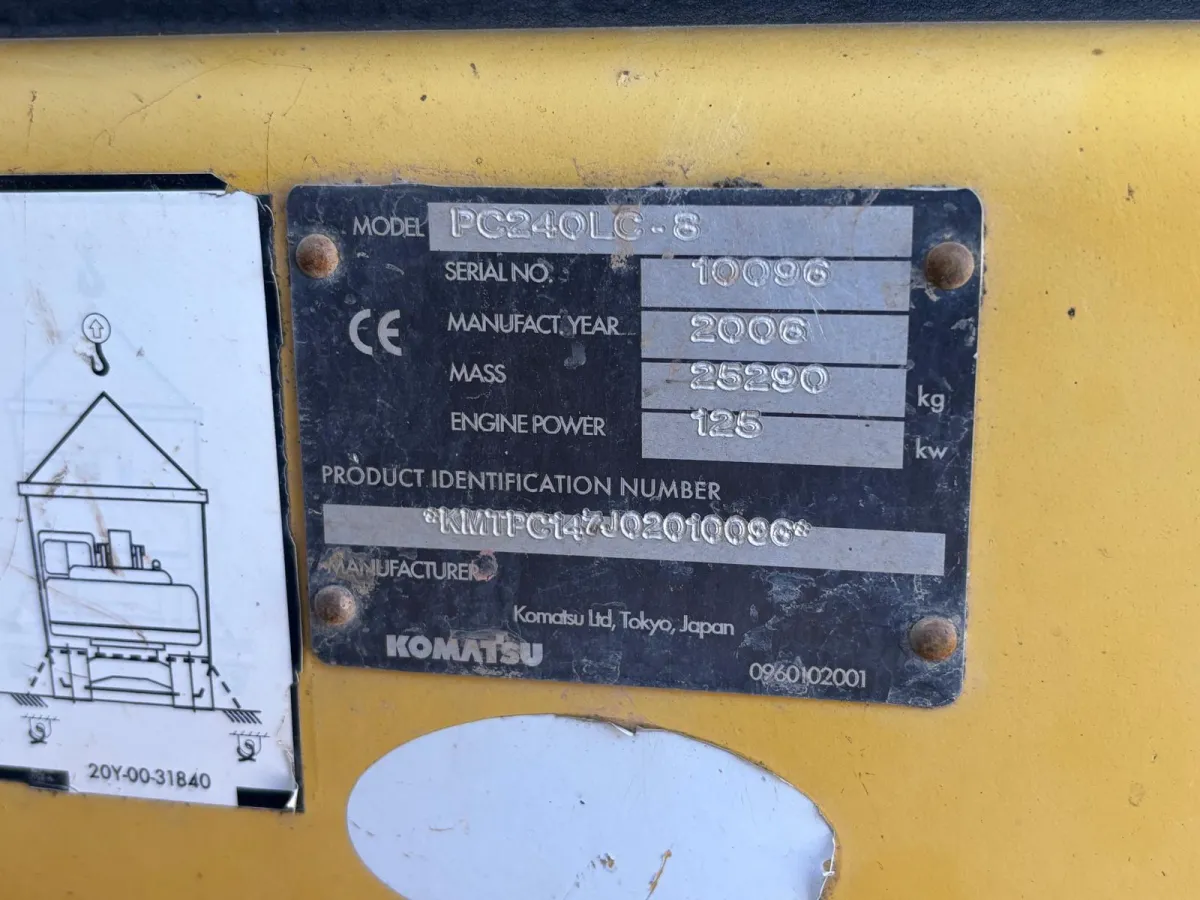 MODEL PC240LC-8
SERIAL NO. 10096
CE
MANUFACT. YEAR 2006
MASS 25290 kg
ENGINE POWER 125 kw
PRODUCT IDENTIFICATION NUMBER
*KMTPC147J02010096*
MANUFACTURER
Komatsu Ltd, Tokyo, Japan
KOMATSU
0960102001
20Y-00-31840